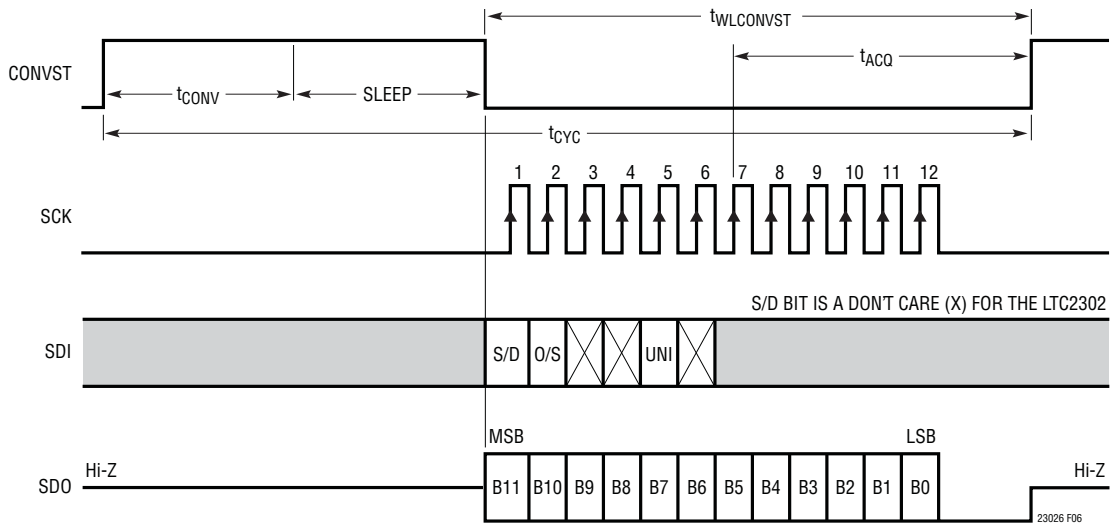 tWLCONVST
CONVST
tACQ
tCONV
SLEEP
tCYC
1 2 3 4 5 6 7 8 9 10 11 12
SCK
S/D BIT IS A DON'T CARE (X) FOR THE LTC2302
SDI
S/D O/S UNI
MSB LSB
Hi-Z Hi-Z
SDO
B11 B10 B9 B8 B7 B6 B5 B4 B3 B2 B1 B0
23026 F06